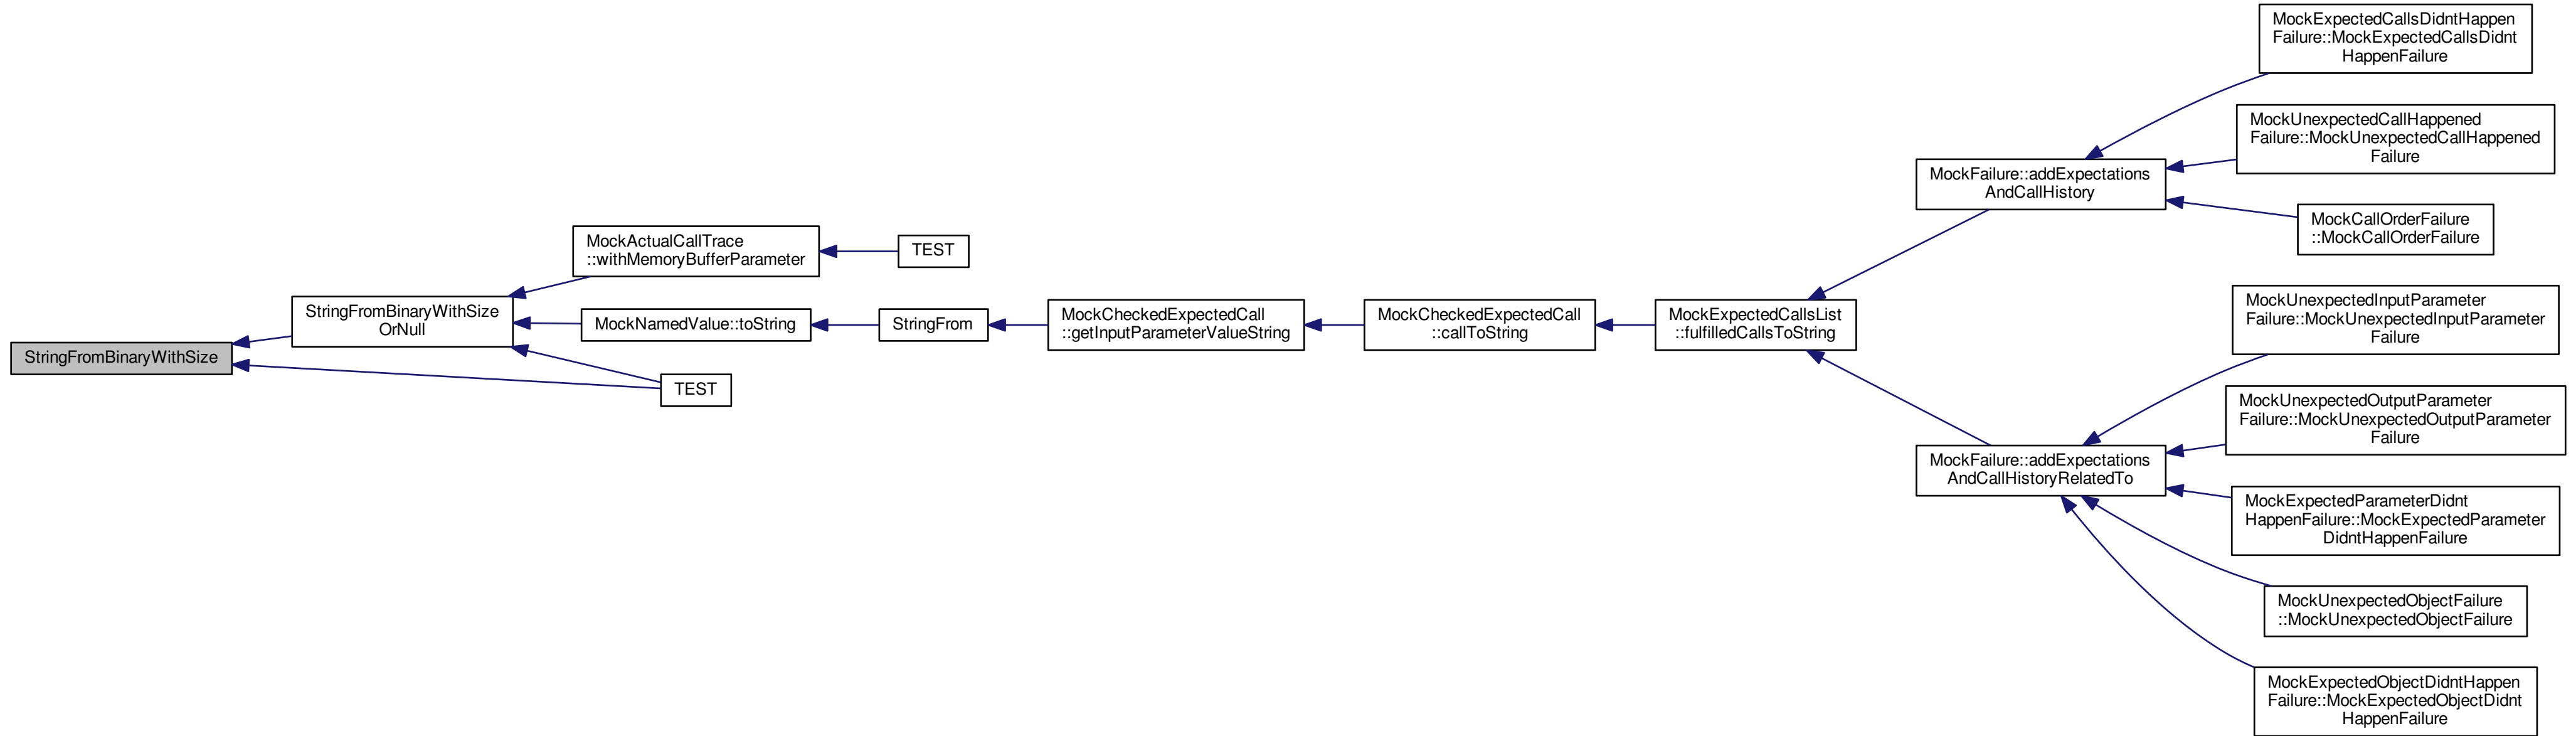 StringFromBinaryWithSize
StringFromBinaryWithSize
OrNull
MockActualCallTrace
::withMemoryBufferParameter
TEST
MockNamedValue::toString
StringFrom
MockCheckedExpectedCall
::getInputParameterValueString
MockCheckedExpectedCall
::callToString
MockExpectedCallsList
::fulfilledCallsToString
TEST
MockFailure::addExpectations
AndCallHistory
MockExpectedCallsDidntHappen
Failure::MockExpectedCallsDidnt
HappenFailure
MockUnexpectedCallHappened
Failure::MockUnexpectedCallHappened
Failure
MockCallOrderFailure
::MockCallOrderFailure
MockFailure::addExpectations
AndCallHistoryRelatedTo
MockUnexpectedInputParameter
Failure::MockUnexpectedInputParameter
Failure
MockUnexpectedOutputParameter
Failure::MockUnexpectedOutputParameter
Failure
MockExpectedParameterDidnt
HappenFailure::MockExpectedParameter
DidntHappenFailure
MockUnexpectedObjectFailure
::MockUnexpectedObjectFailure
MockExpectedObjectDidntHappen
Failure::MockExpectedObjectDidnt
HappenFailure